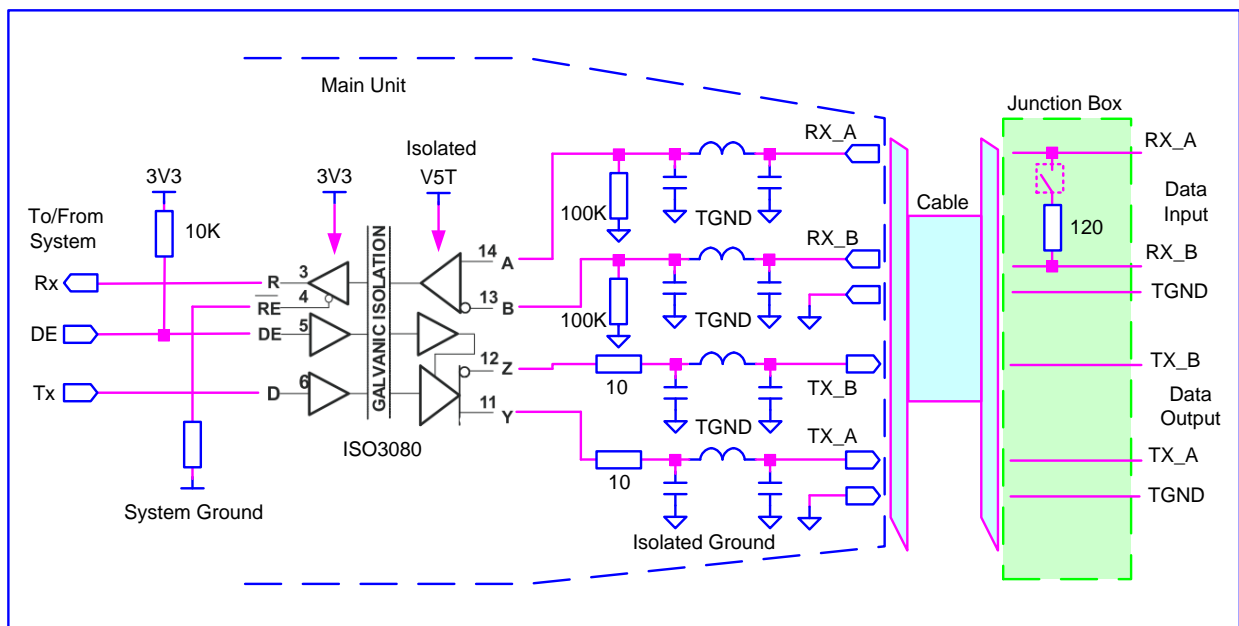 Main Unit
Junction Box
RX_A
RX_A
Isolated
V5T
3V3
3V3
To/From
System
10K
100K
TGND
Cable
Data
Input
120
RX_B
RX_B
14
A
13
B
Rx
R
3
RE
4
GALVANIC ISOLATION
100K
TGND
TGND
DE
DE
5
12
Z
10
TX_B
TX_B
Tx
D
6
11
Y
TGND
Data
Output
ISO3080
TX_A
TX_A
10
TGND
System Ground
Isolated Ground